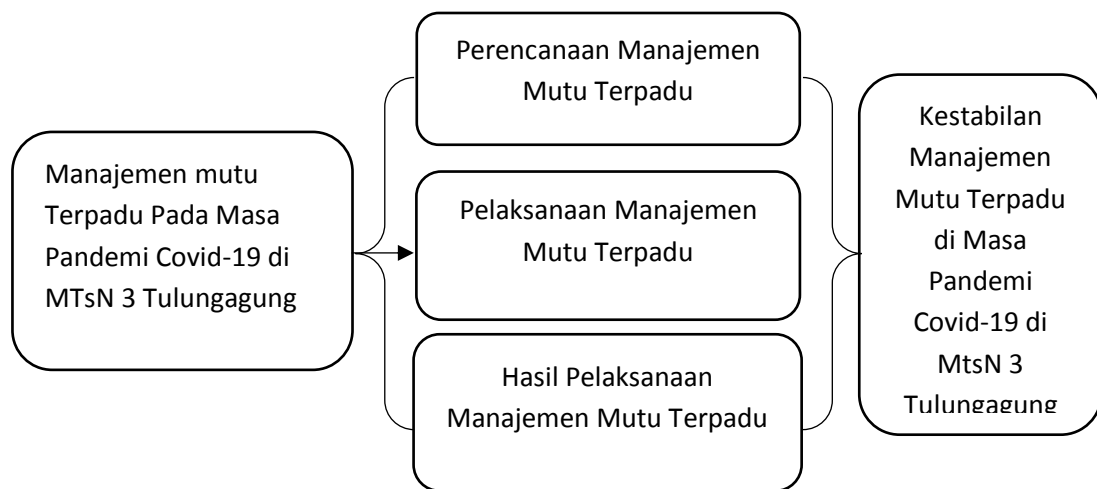 Manajemen mutu
Terpadu Pada Masa
Pandemi Covid-19 di
MTsN 3 Tulungagung
Perencanaan Manajemen
Mutu Terpadu
Pelaksanaan Manajemen
Mutu Terpadu
Hasil Pelaksanaan
Manajemen Mutu Terpadu
Kestabilan
Manajemen
Mutu Terpadu
di Masa
Pandemi
Covid-19 di
MtsN 3
Tulungagung